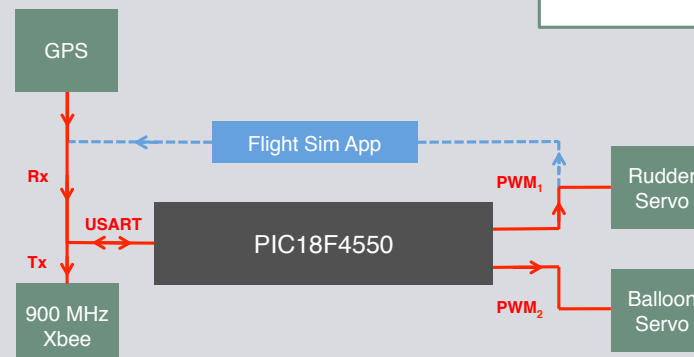 GPS
Flight Sim App
Rx
PWM₁
Rudder
Servo
USART
PIC18F4550
Tx
PWM₂
900 MHz
Xbee
Balloon
Servo